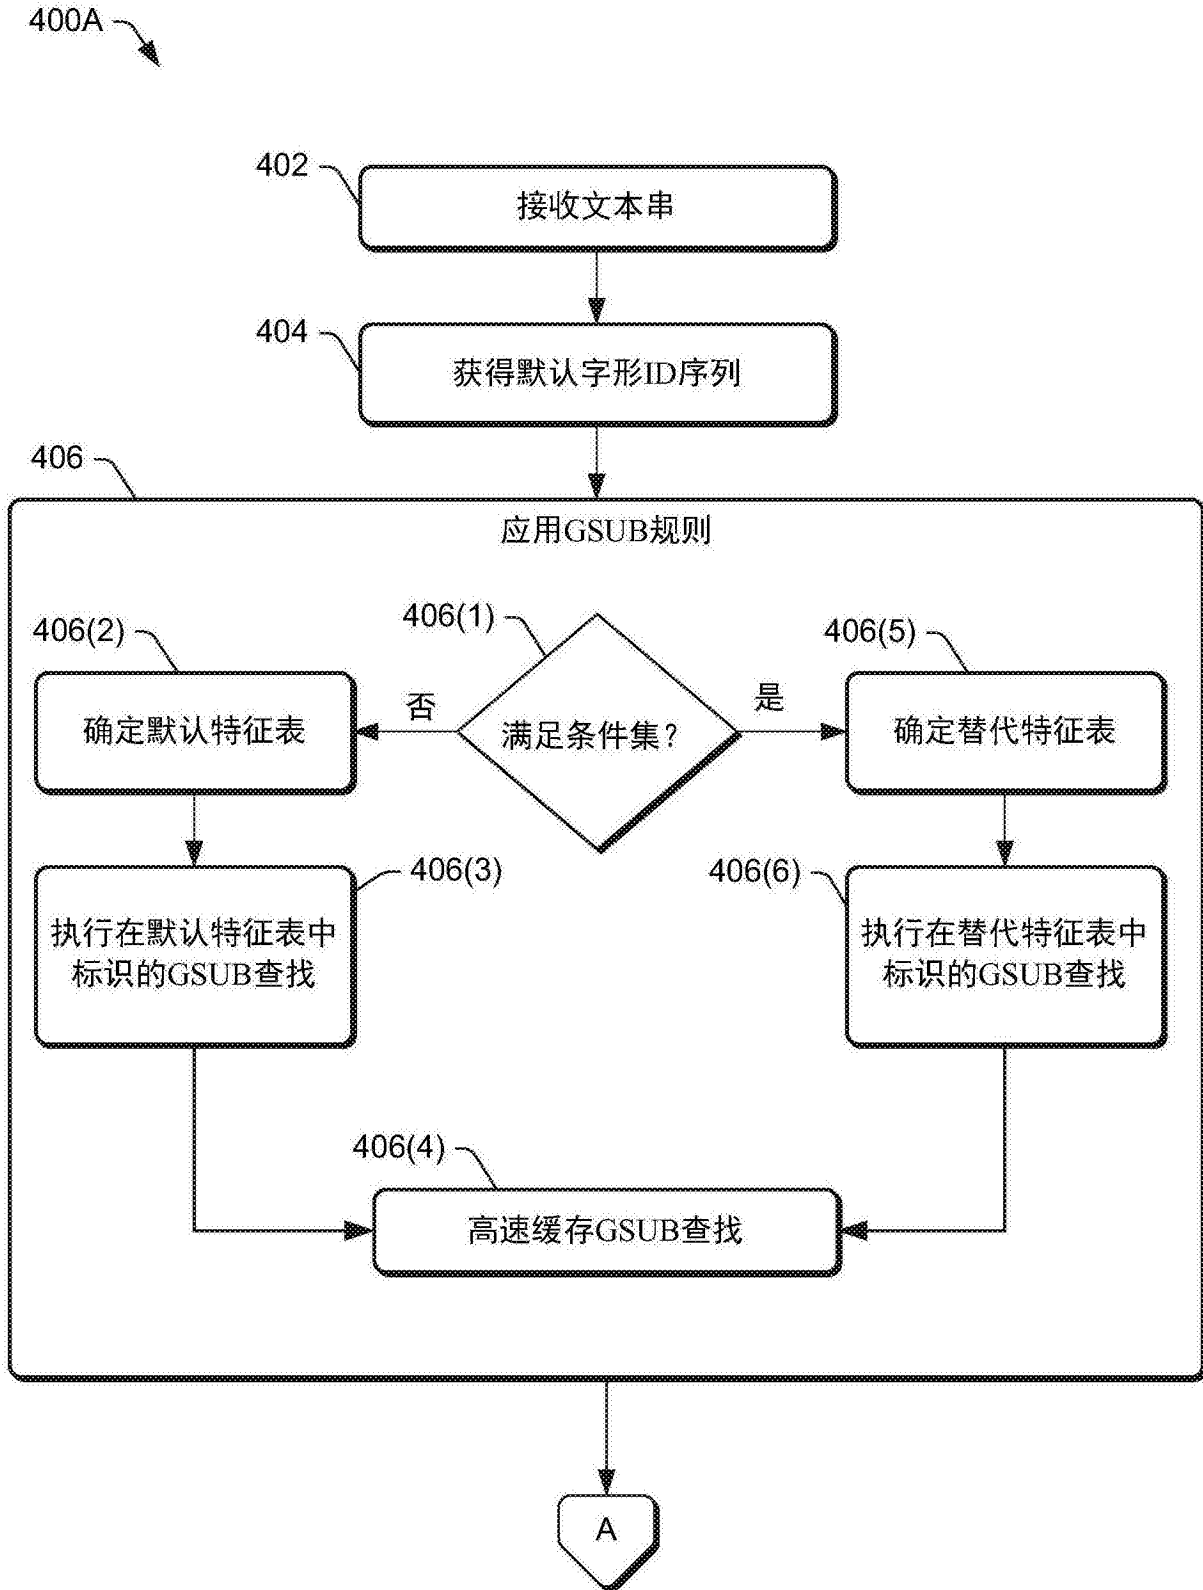 400A
402
接收文本串
404
获得默认字形ID序列
406
应用GSUB规则
406(1)
406(2)
406(5)
否
是
确定默认特征表
满足条件集?
确定替代特征表
406(3)
406(6)
执行在默认特征表中
标识的GSUB查找
执行在替代特征表中
标识的GSUB查找
406(4)
高速缓存GSUB查找
A